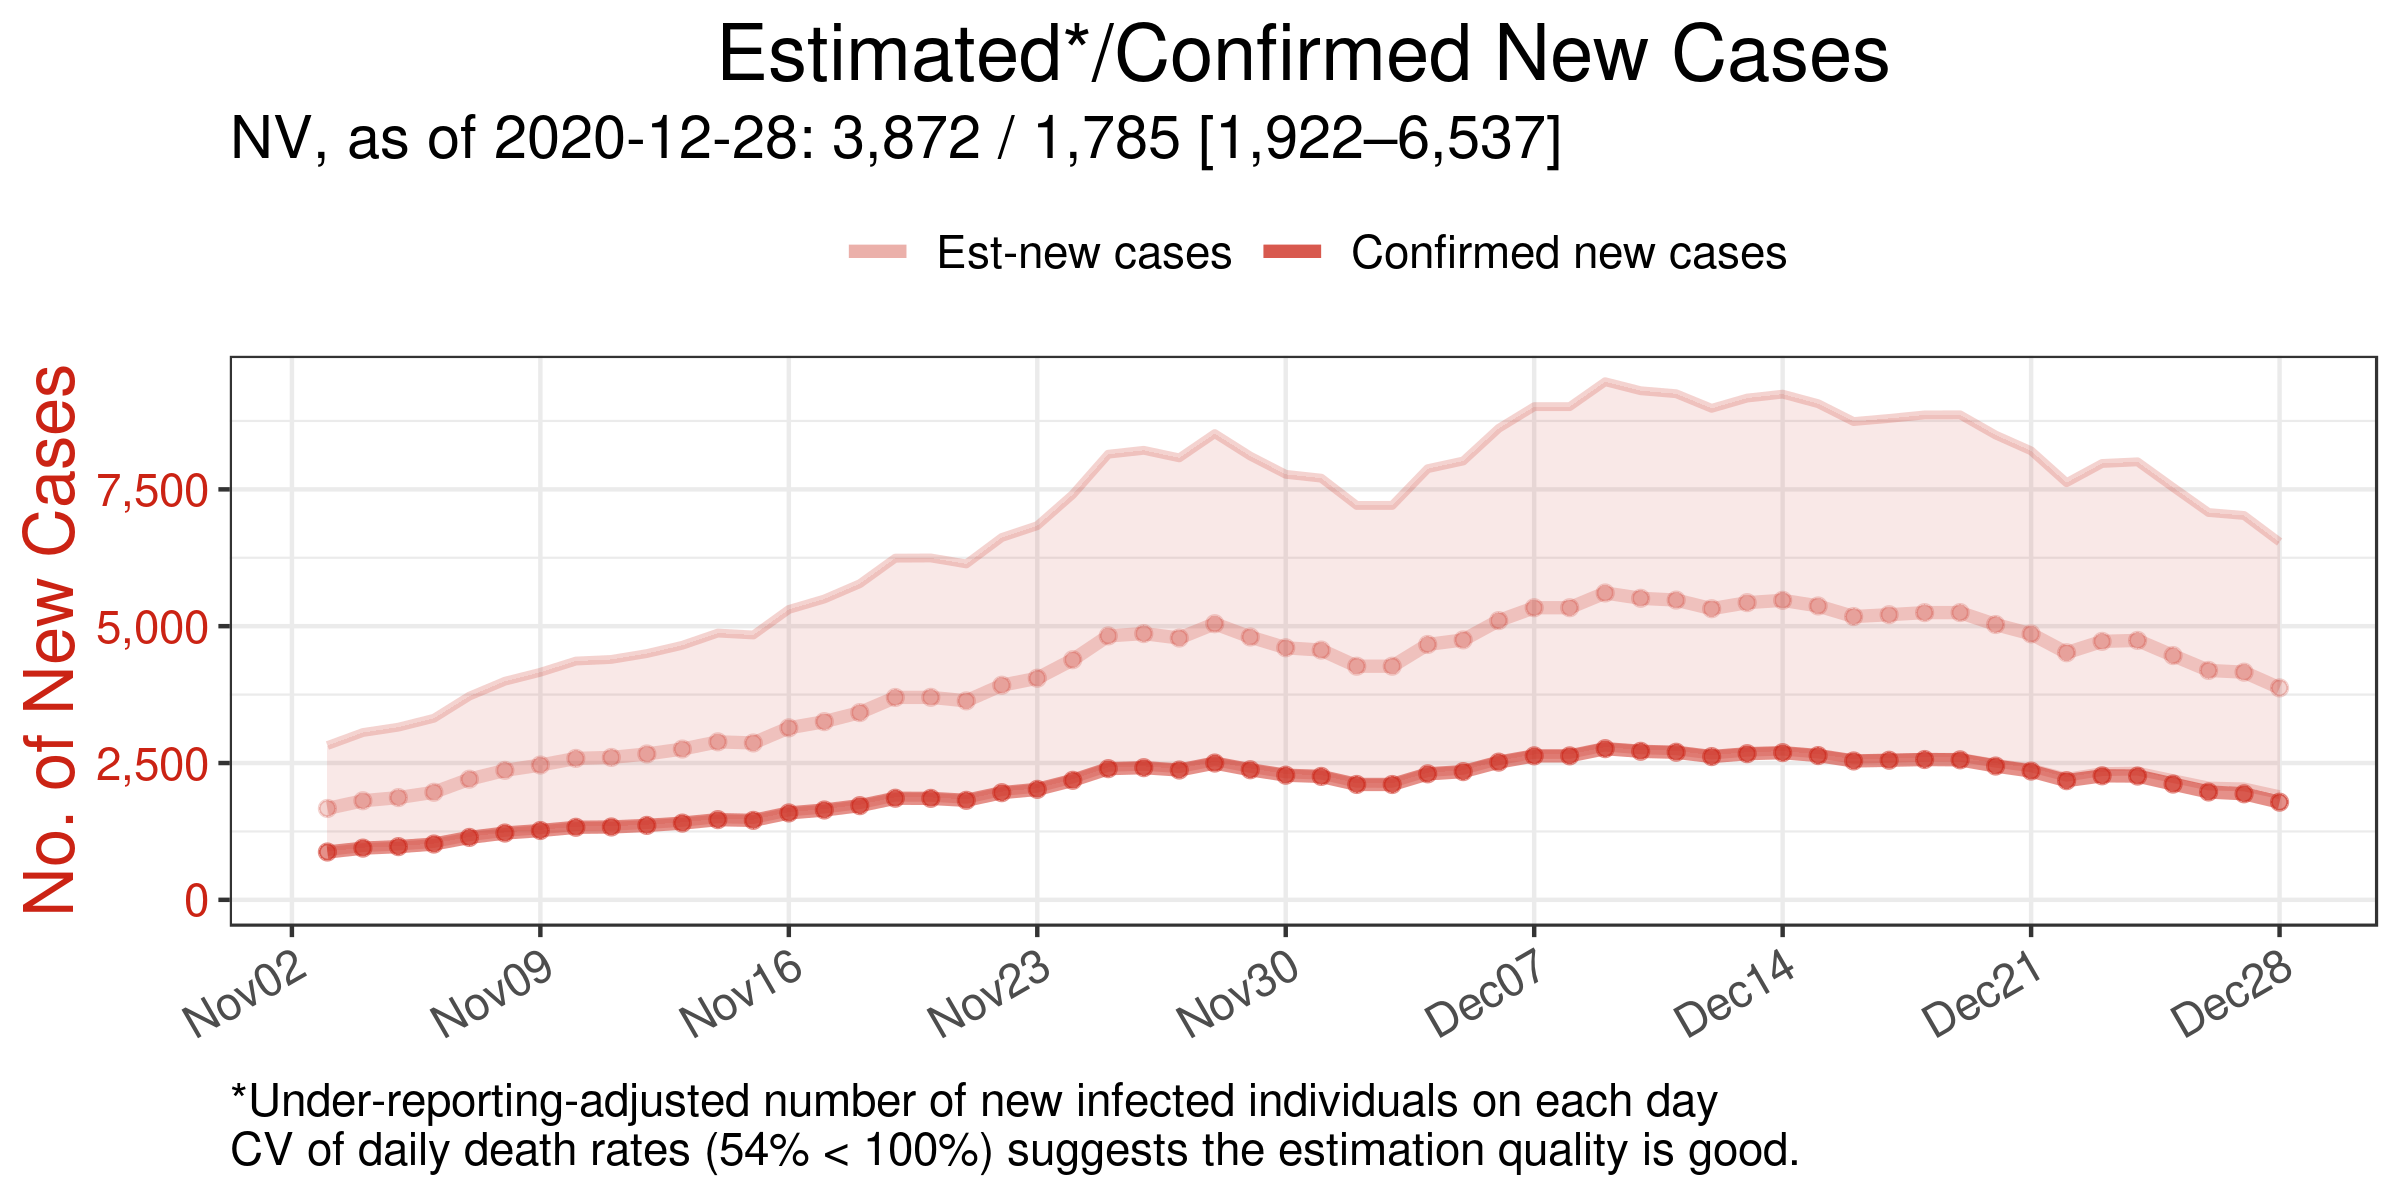 Estimated*/Confirmed New Cases
NV, as of 2020-12-28: 3,872 / 1,785 [1,922–6,537]
Est-new cases
Confirmed new cases
No. of New Cases
7,500
5,000
2,500
0
Nov02
Nov09
Nov16
Nov23
Nov30
Dec07
Dec14
Dec21
Dec28
*Under-reporting-adjusted number of new infected individuals on each day
CV of daily death rates (54% < 100%) suggests the estimation quality is good.